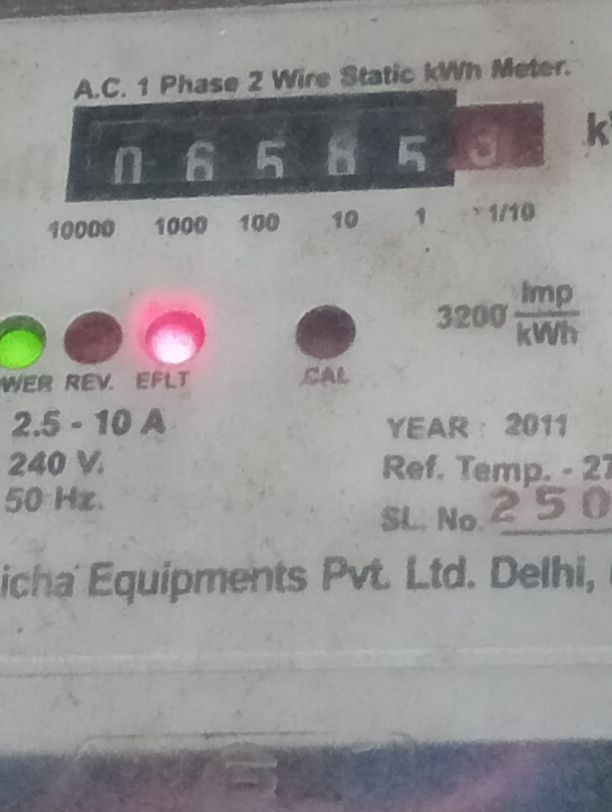 A.C. 1 Phase 2 Wire Static kWh Meter.
0 6 5 8 5
10000 1000 100 10 1 1/10
3200 Imp/kWh
REV. EFLT CAL
2.5 - 10 A
YEAR : 2011
240 V.
Ref. Temp. - 27
50 Hz.
SL. No. 250
Equipments Pvt. Ltd. Delhi,